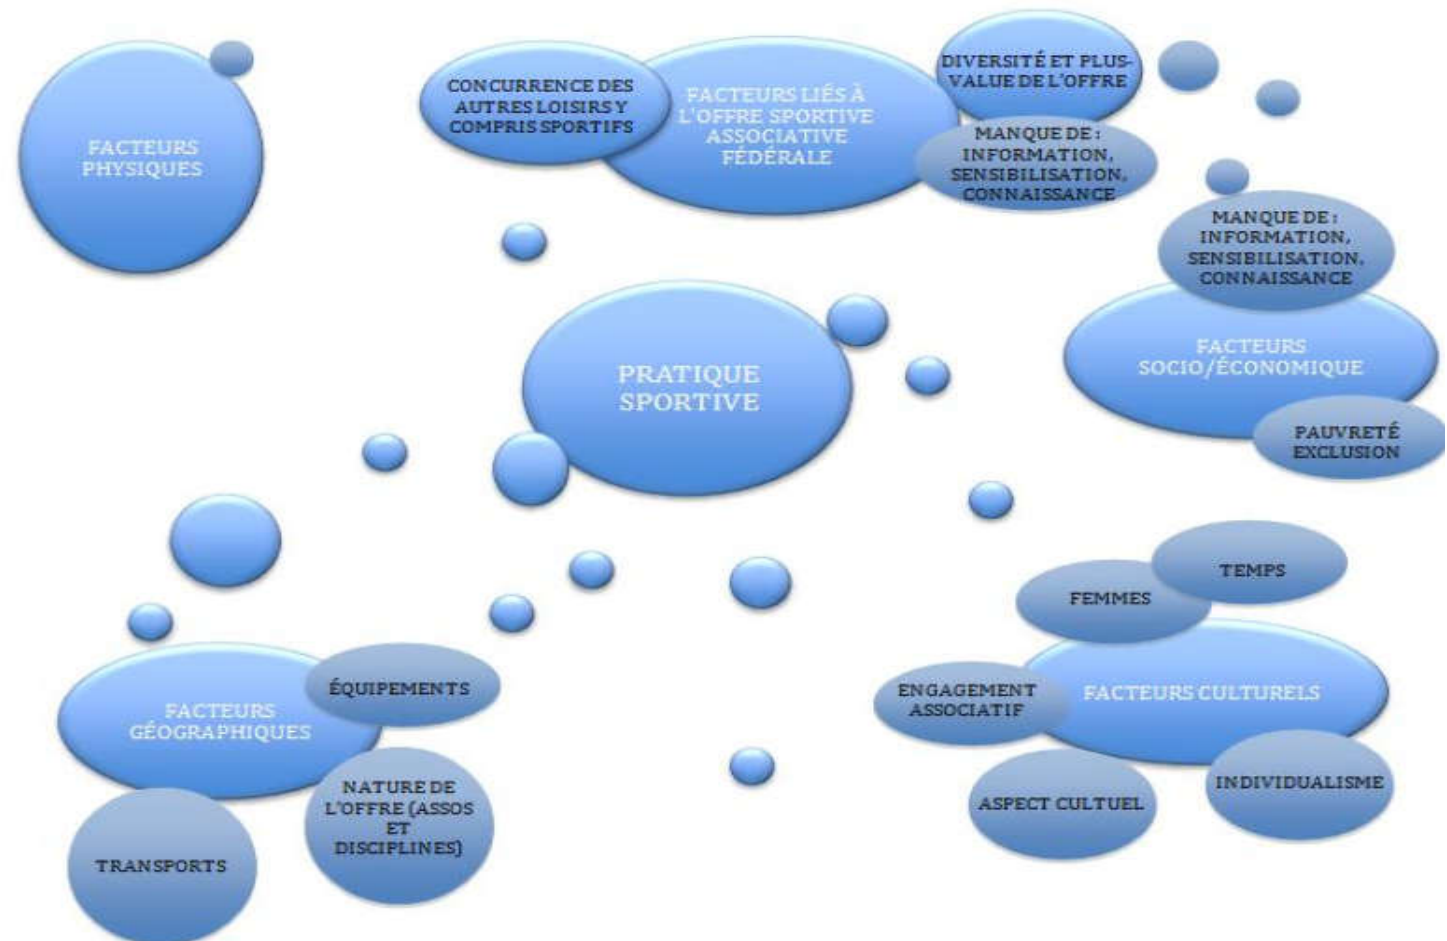 FACTEURS
PHYSIQUES
CONCURRENCE DES
AUTRES LOISIRS Y
COMPRIS SPORTIFS
FACTEURS LIÉS À
L'OFFRE SPORTIVE
ASSOCIATIVE
FÉDÉRALE
DIVERSITÉ ET PLUS-
VALUE DE L'OFFRE
MANQUE DE :
INFORMATION,
SENSIBILISATION,
CONNAISSANCE
MANQUE DE :
INFORMATION,
SENSIBILISATION,
CONNAISSANCE
FACTEURS
SOCIO/ÉCONOMIQUE
PAUVRETÉ
EXCLUSION
PRATIQUE
SPORTIVE
TEMPS
FEMMES
ENGAGEMENT
ASSOCIATIF
FACTEURS CULTURELS
INDIVIDUALISME
ASPECT CULTUEL
ÉQUIPEMENTS
FACTEURS
GÉOGRAPHIQUES
NATURE DE
L'OFFRE (ASSOS
ET
DISCIPLINES)
TRANSPORTS